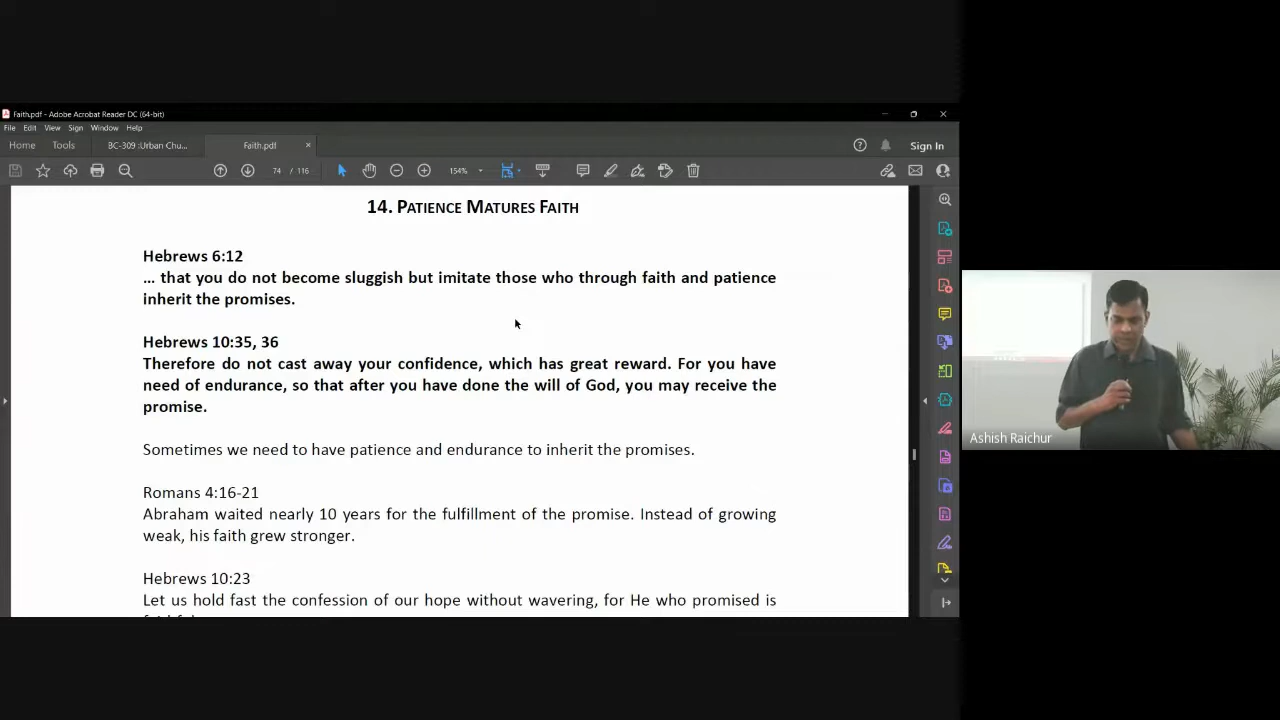 Faith.pdf - Adobe Acrobat Reader DC (64-bit)
File Edit View Sign Window Help
Home Tools BC-309 :Urban Chu... Faith.pdf × Sign In
74 / 116 154%
14. PATIENCE MATURES FAITH
Hebrews 6:12
... that you do not become sluggish but imitate those who through faith and patience
inherit the promises.
Hebrews 10:35, 36
Therefore do not cast away your confidence, which has great reward. For you have
need of endurance, so that after you have done the will of God, you may receive the
promise.
Sometimes we need to have patience and endurance to inherit the promises.
Romans 4:16-21
Abraham waited nearly 10 years for the fulfillment of the promise. Instead of growing
weak, his faith grew stronger.
Hebrews 10:23
Let us hold fast the confession of our hope without wavering, for He who promised is
Ashish Raichur